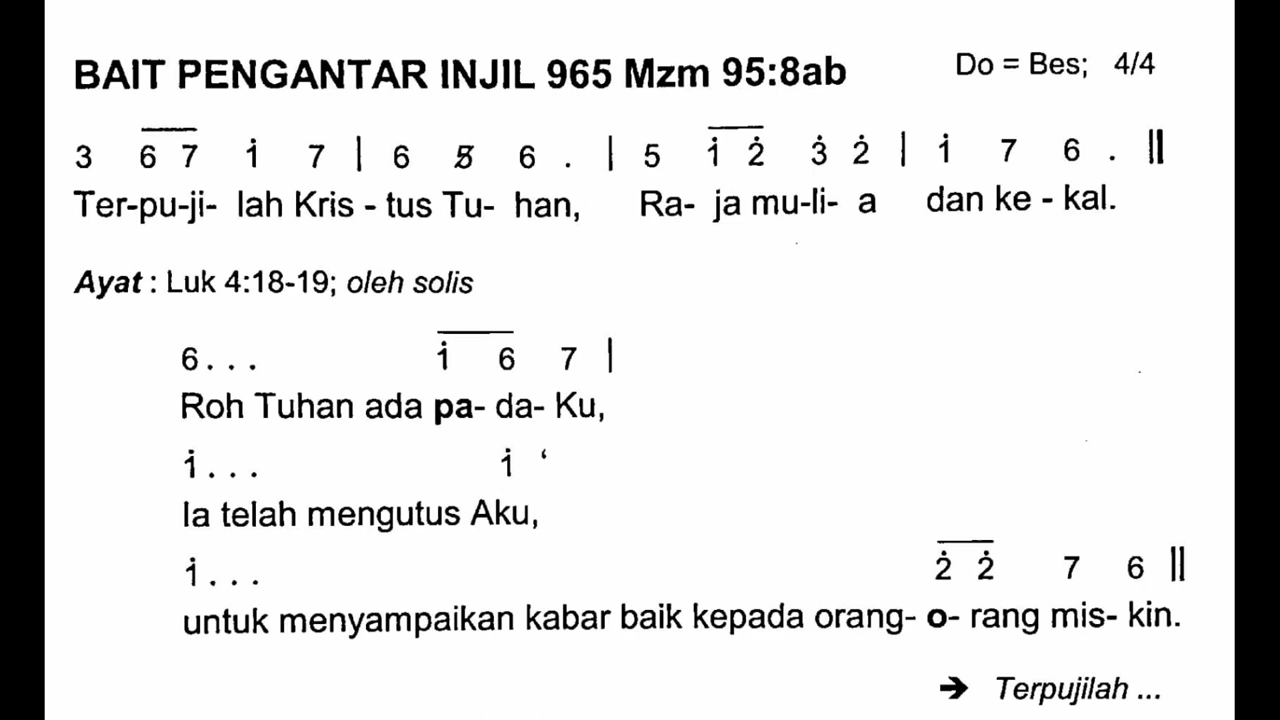 BAIT PENGANTAR INJIL 965 Mzm 95:8ab Do = Bes; 4/4
3 6̅ 7̅ 1̇ 7 | 6 5̸ 6 . | 5 1̇̅ 2̇̅ 3̇ 2̇ | 1̇ 7 6 . ||
Ter-pu-ji- lah Kris - tus Tu- han, Ra- ja mu-li- a dan ke - kal.
Ayat : Luk 4:18-19; oleh solis
6 . . . 1̇̅ 6̅ 7 |
Roh Tuhan ada pa- da- Ku,
1̇ . . . 1̇ ‘
Ia telah mengutus Aku,
1̇ . . . 2̇̅ 2̇̅ 7 6 ||
untuk menyampaikan kabar baik kepada orang- o- rang mis- kin.
➔ Terpujilah ...